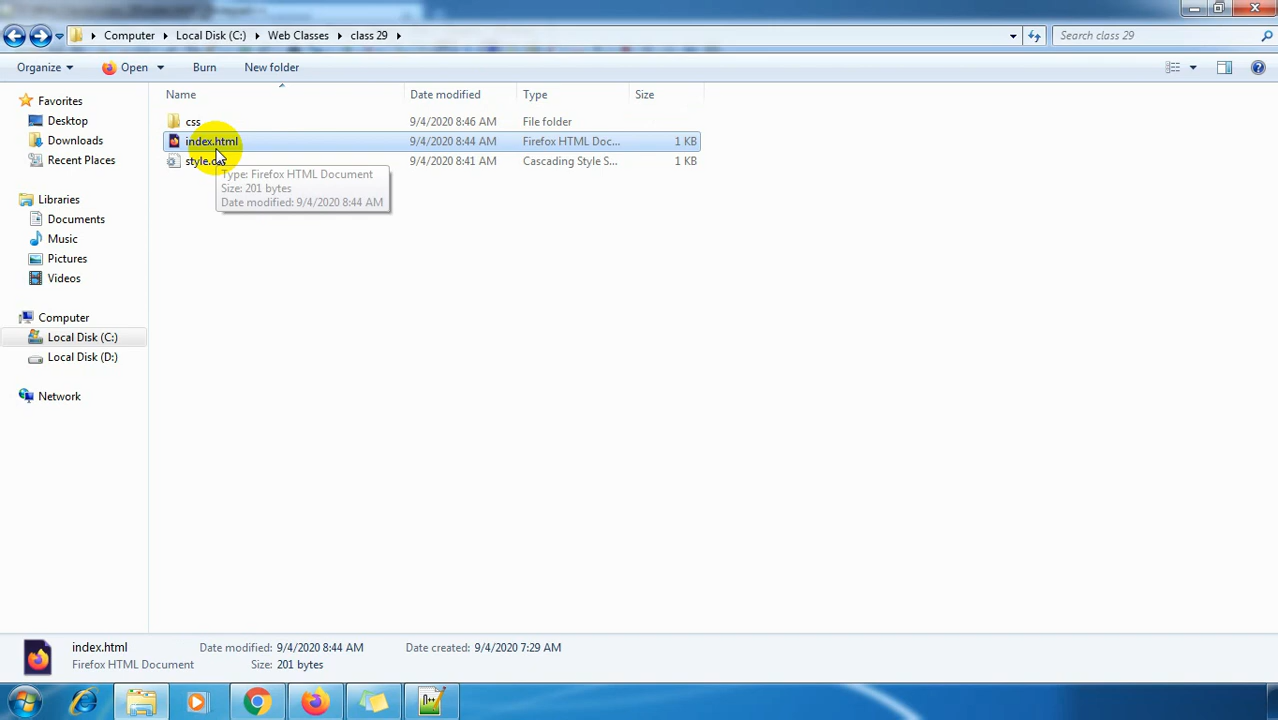 Computer Local Disk (C:) Web Classes class 29 Search class 29
Organize Open Burn New folder
Name Date modified Type Size
Favorites
Desktop
Downloads
Recent Places
Libraries
Documents
Music
Pictures
Videos
Computer
Local Disk (C:)
Local Disk (D:)
Network
css 9/4/2020 8:46 AM File folder
index.html 9/4/2020 8:44 AM Firefox HTML Doc... 1 KB
9/4/2020 8:41 AM Cascading Style S... 1 KB
Type: Firefox HTML Document
Size: 201 bytes
Date modified: 9/4/2020 8:44 AM
index.html Date modified: 9/4/2020 8:44 AM Date created: 9/4/2020 7:29 AM
Firefox HTML Document Size: 201 bytes